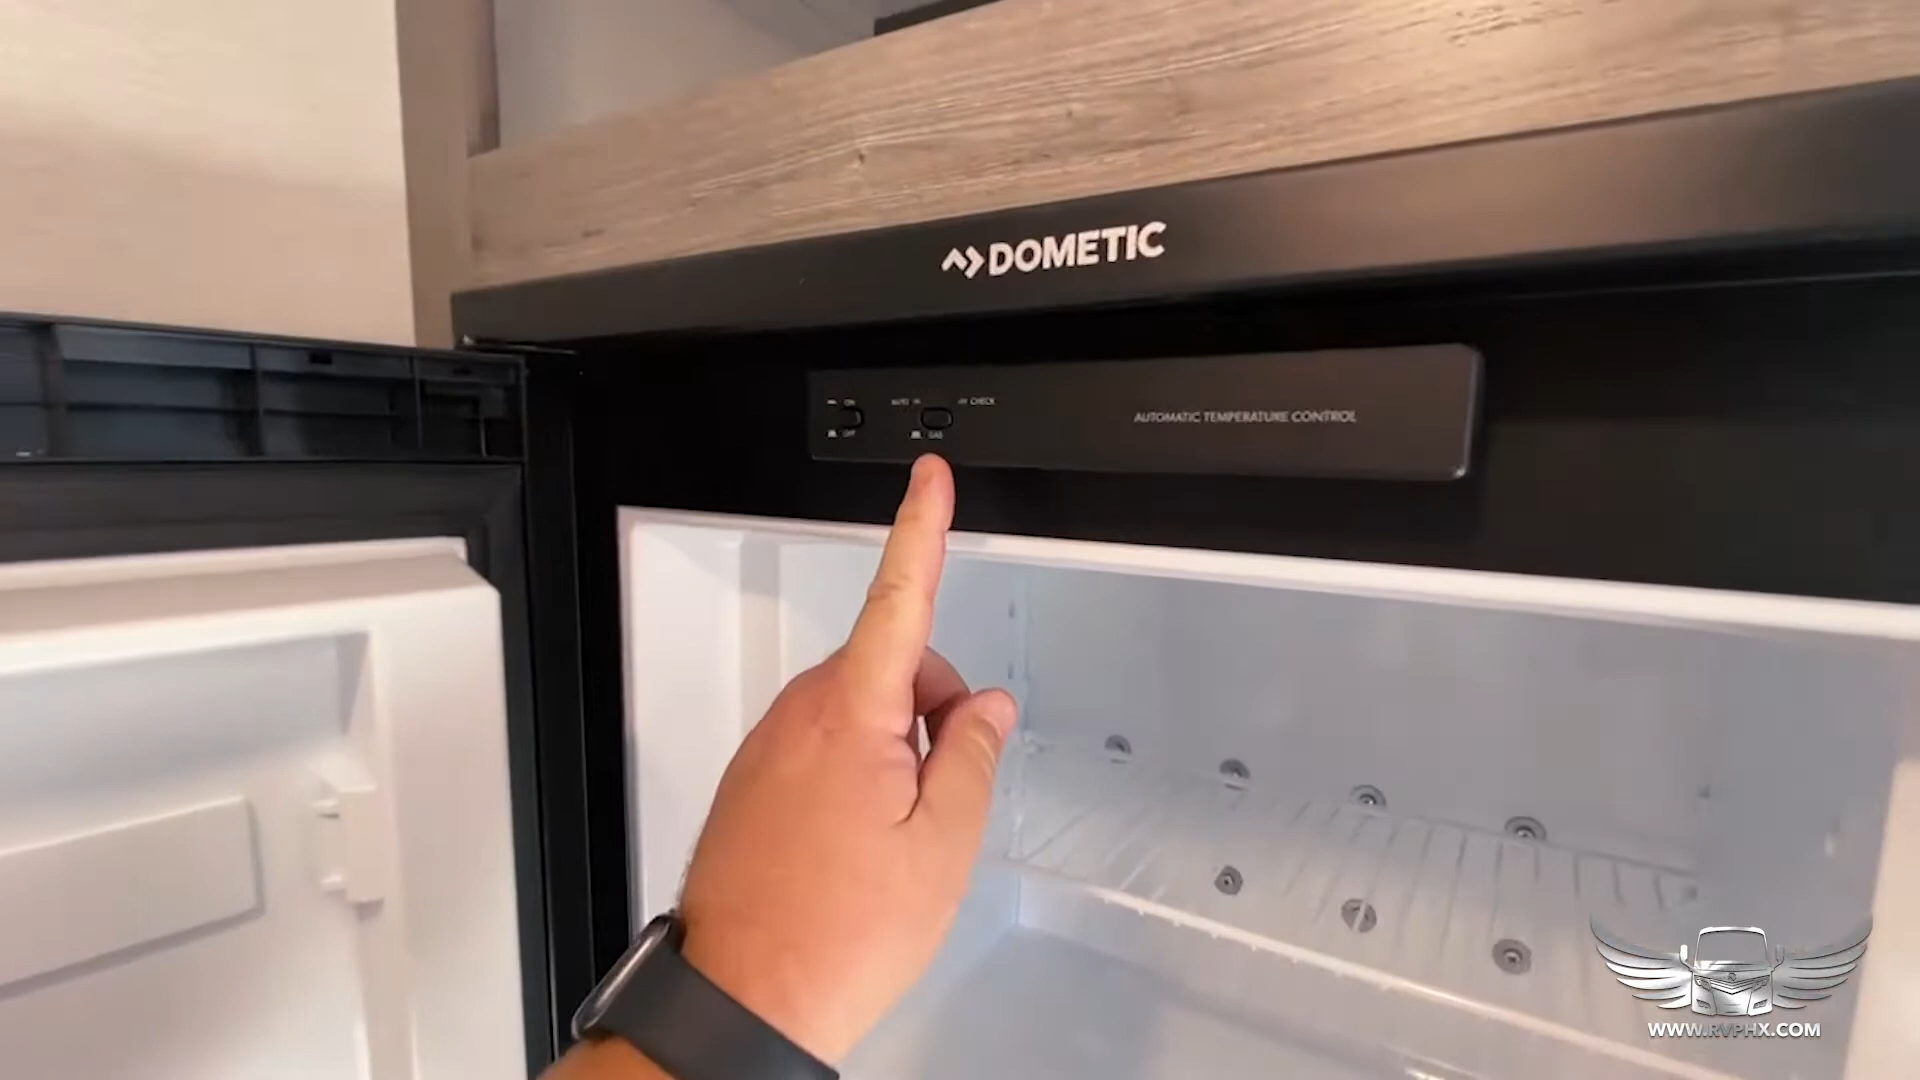 DOMETIC
ON
OFF
AUTO
GAS
CHECK
AUTOMATIC TEMPERATURE CONTROL
WWW.RVPHX.COM